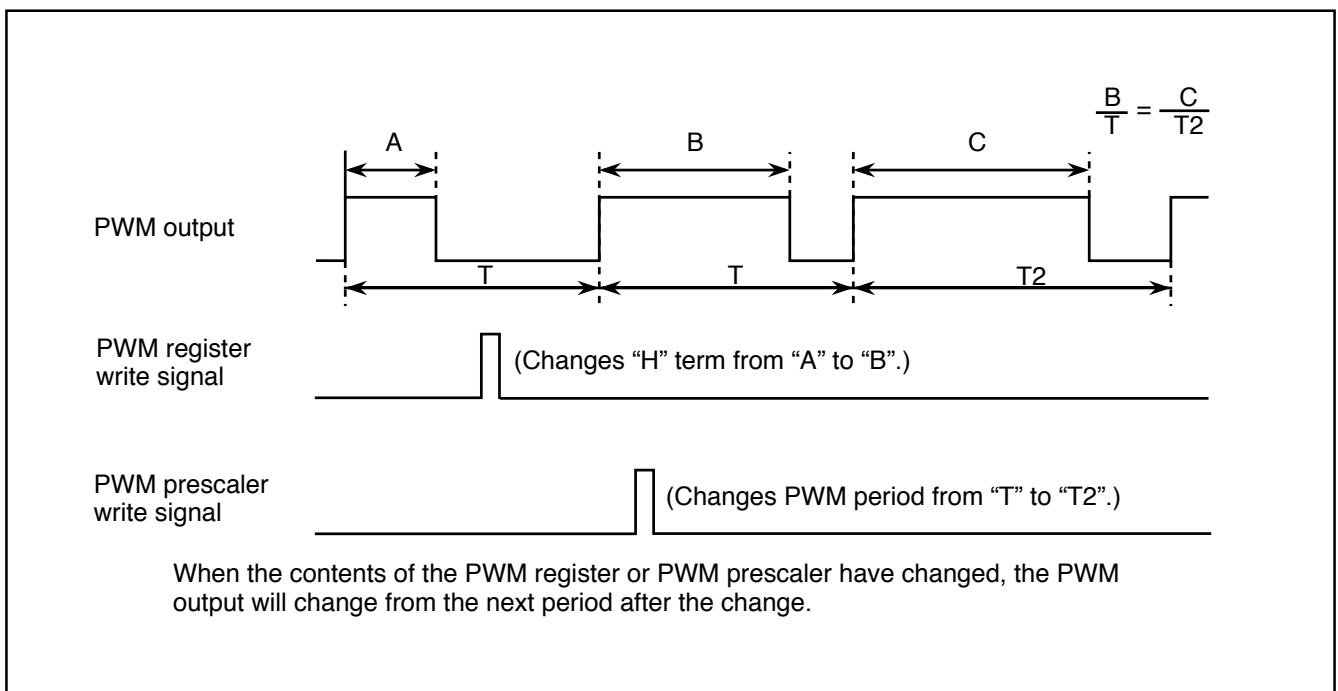 B/T = C/T2
A
B
C
PWM output
T
T
T2
PWM register
write signal
(Changes “H” term from “A” to “B”.)
PWM prescaler
write signal
(Changes PWM period from “T” to “T2”.)
When the contents of the PWM register or PWM prescaler have changed, the PWM
output will change from the next period after the change.